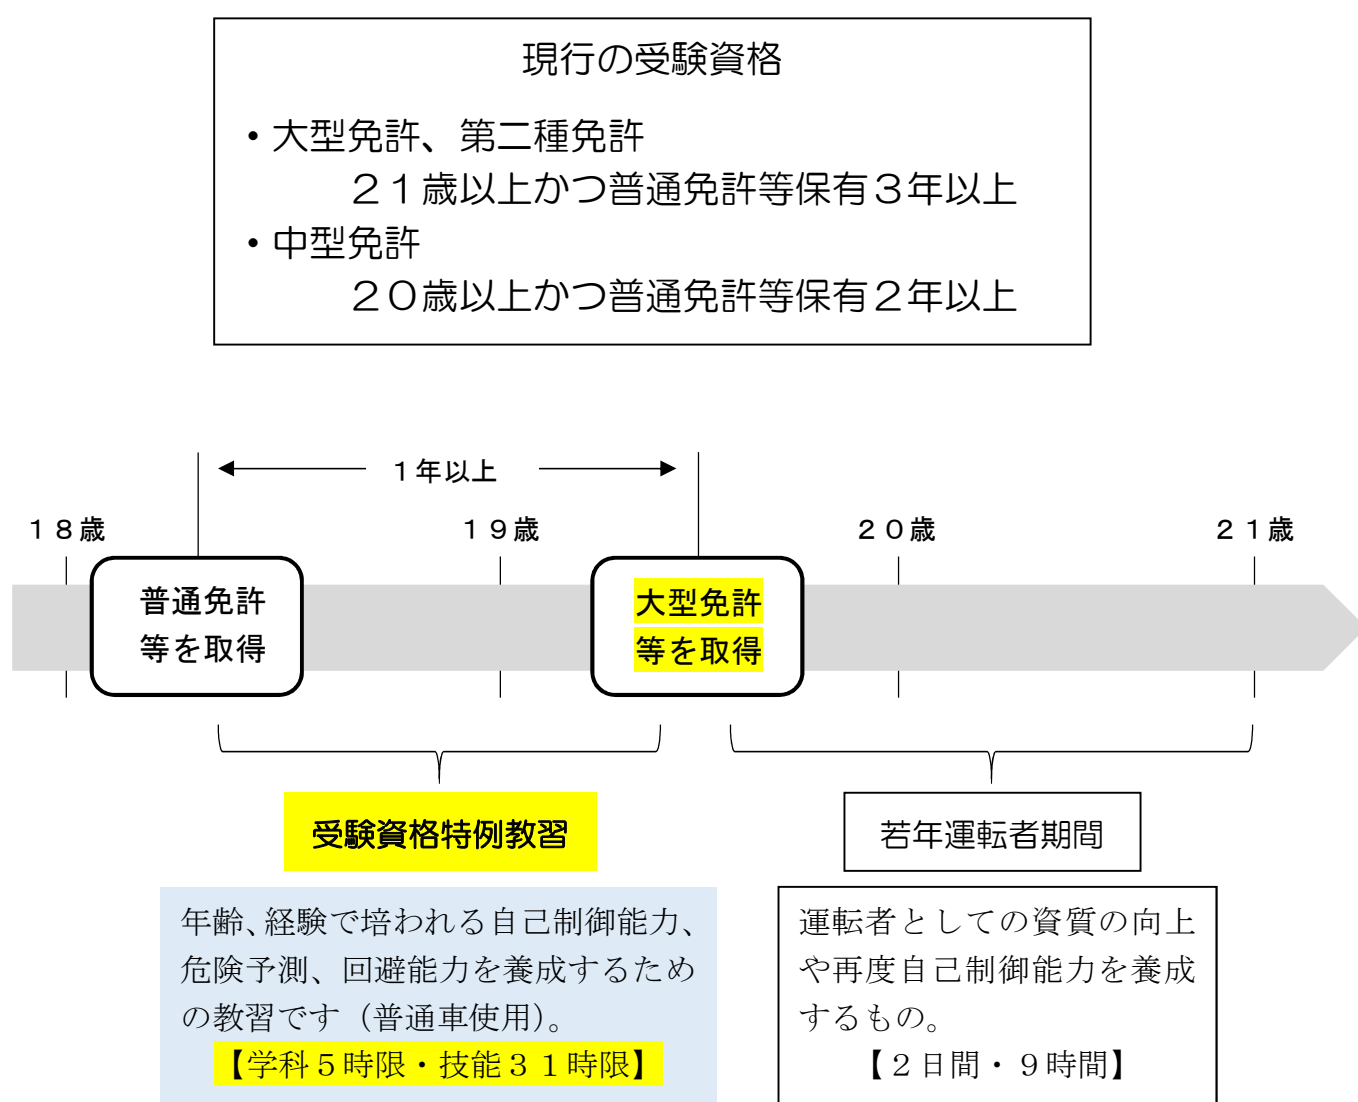 現行の受験資格
・大型免許、第二種免許
２１歳以上かつ普通免許等保有３年以上
・中型免許
２０歳以上かつ普通免許等保有２年以上
１年以上
１８歳
１９歳
２０歳
２１歳
普通免許
等を取得
大型免許
等を取得
受験資格特例教習
若年運転者期間
年齢、経験で培われる自己制御能力、
危険予測、回避能力を養成するため
の教習です（普通車使用）。
【学科５時限・技能３１時限】
運転者としての資質の向上
や再度自己制御能力を養成
するもの。
【２日間・９時間】